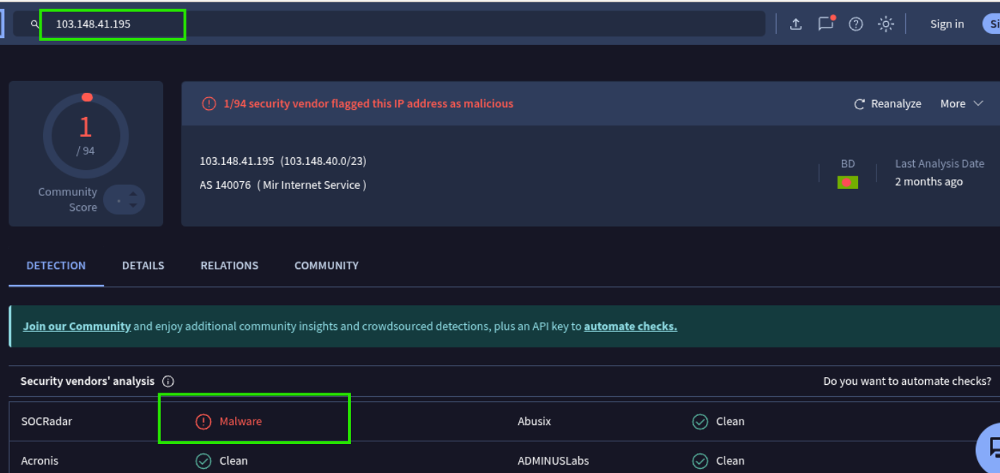 103.148.41.195
Sign in
1
/ 94
Community
Score
1/94 security vendor flagged this IP address as malicious
Reanalyze
More
103.148.41.195 (103.148.40.0/23)
AS 140076 ( Mir Internet Service )
BD
Last Analysis Date
2 months ago
DETECTION
DETAILS
RELATIONS
COMMUNITY
Join our Community and enjoy additional community insights and crowdsourced detections, plus an API key to automate checks.
Security vendors' analysis
Do you want to automate checks?
SOCRadar
Malware
Abusix
Clean
Acronis
Clean
ADMINUSLabs
Clean